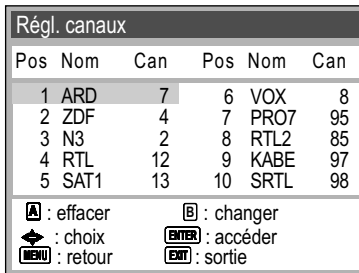 Régl. canaux
Pos Nom Can Pos Nom Can
1 ARD 7 6 VOX 8
2 ZDF 4 7 PRO7 95
3 N3 2 8 RTL2 85
4 RTL 12 9 KABE 97
5 SAT1 13 10 SRTL 98
A : effacer B : changer
: choix ENTER : accéder
MENU : retour EXIT : sortie